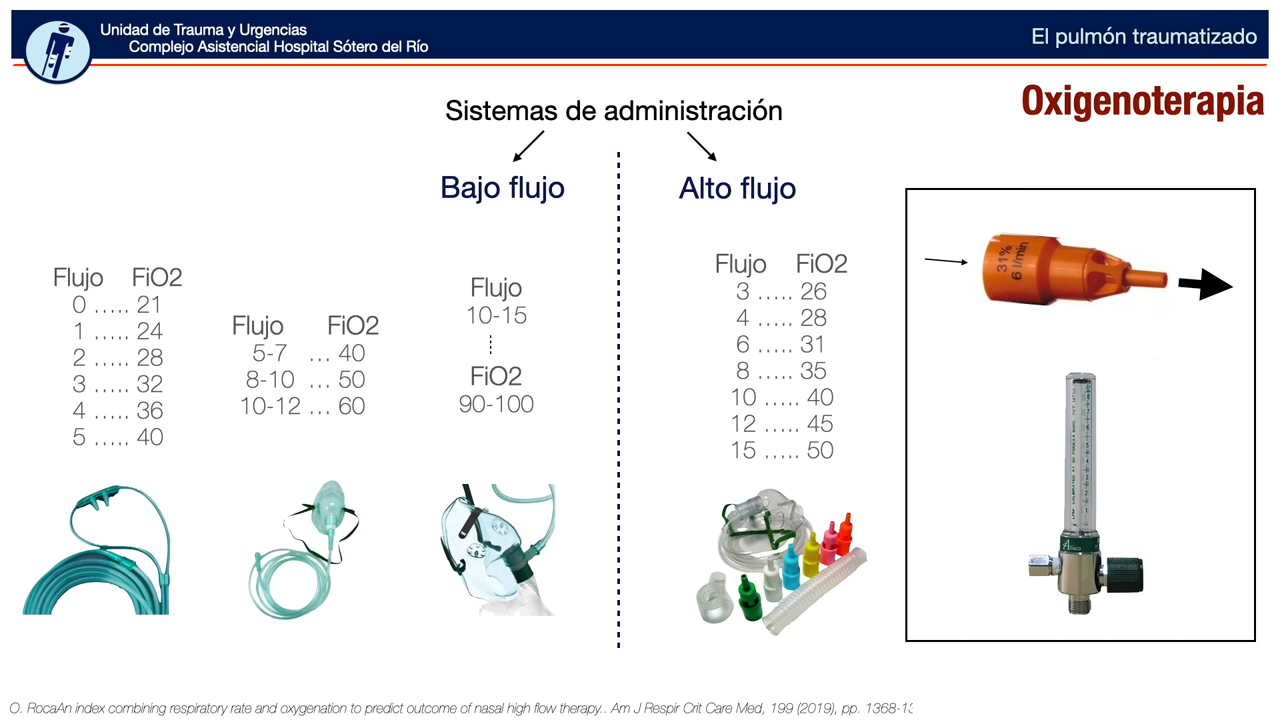 Unidad de Trauma y Urgencias
Complejo Asistencial Hospital Sótero del Río
El pulmón traumatizado
Oxigenoterapia
Sistemas de administración
Bajo flujo
Alto flujo
Flujo FiO2
0 ..... 21
1 ..... 24
2 ..... 28
3 ..... 32
4 ..... 36
5 ..... 40
Flujo FiO2
5-7 ... 40
8-10 ... 50
10-12 ... 60
Flujo
10-15
FiO2
90-100
Flujo FiO2
3 ..... 26
4 ..... 28
6 ..... 31
8 ..... 35
10 ..... 40
12 ..... 45
15 ..... 50
31%
6 l/min
O. RocaAn index combining respiratory rate and oxygenation to predict outcome of nasal high flow therapy.. Am J Respir Crit Care Med, 199 (2019), pp. 1368-13